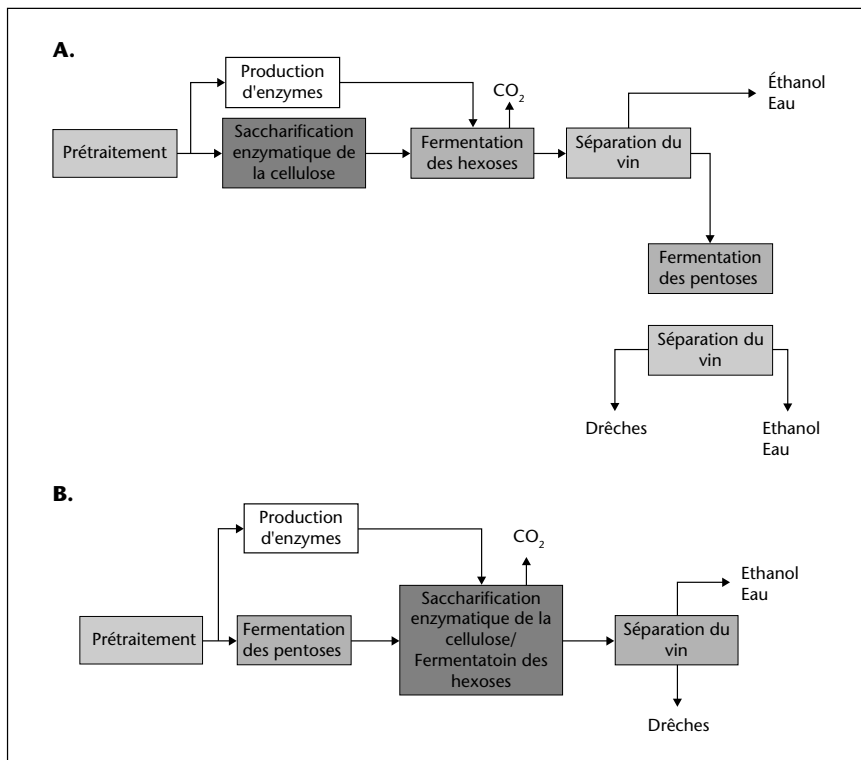 A.
Production
d'enzymes
CO2
Éthanol
Eau
Prétraitement
Saccharification
enzymatique de
la cellulose
Fermentation
des hexoses
Séparation du
vin
Fermentation
des pentoses
Séparation du
vin
Drêches
Ethanol
Eau
B.
Production
d'enzymes
CO2
Ethanol
Eau
Prétraitement
Fermentation
des pentoses
Saccharification
enzymatique de la
cellulose/
Fermentatoin des
hexoses
Séparation du
vin
Drêches